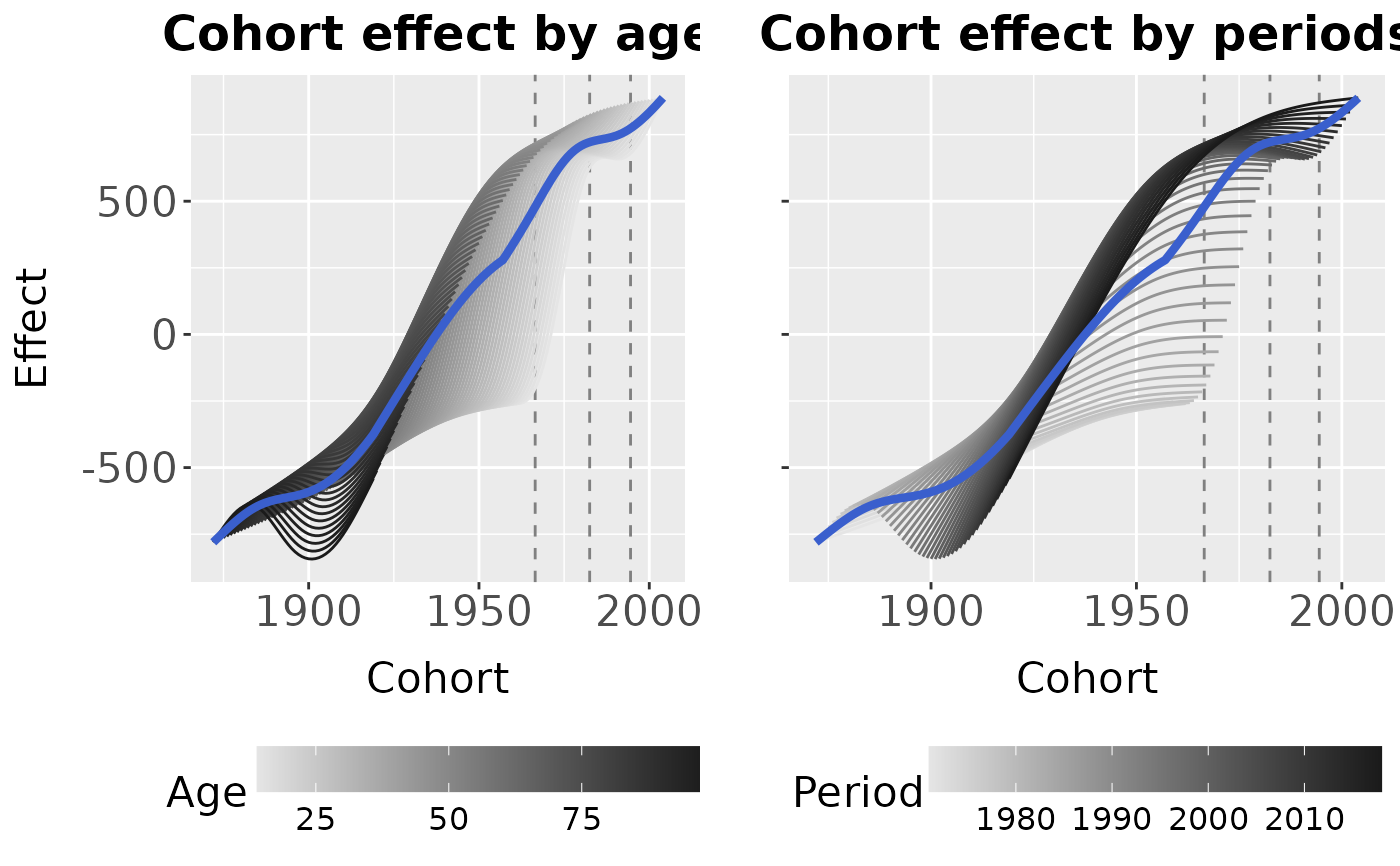 Cohort effect by age
Effect
500
0
-500
1900 1950 2000
Cohort
Age
25 50 75
Cohort effect by periods
1900 1950 2000
Cohort
Period
1980 1990 2000 2010